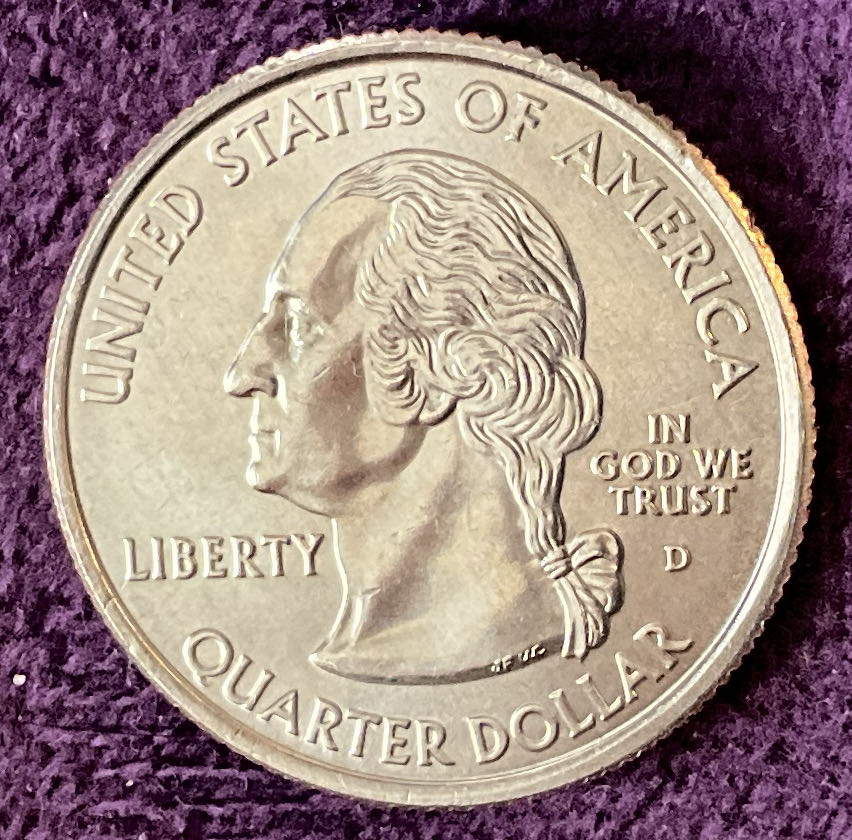 UNITED STATES OF AMERICA
IN
GOD WE
TRUST
LIBERTY
D
QUARTER DOLLAR